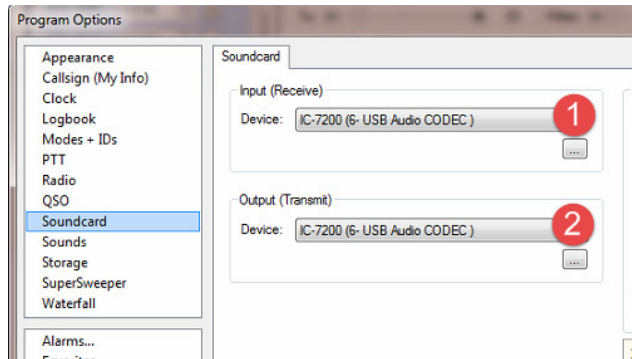 Program Options
Appearance
Callsign (My Info)
Clock
Logbook
Modes + IDs
PTT
Radio
QSO
Soundcard
Sounds
Storage
SuperSweeper
Waterfall
Alarms...
Soundcard
Input (Receive)
Device: IC-7200 (6- USB Audio CODEC )
1
...
Output (Transmit)
Device: IC-7200 (6- USB Audio CODEC )
2
...